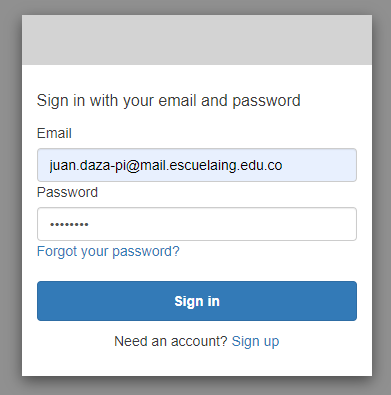 Sign in with your email and password
Email
juan.daza-pi@mail.escuelaing.edu.co
Password
••••••••
Forgot your password?
Sign in
Need an account? Sign up